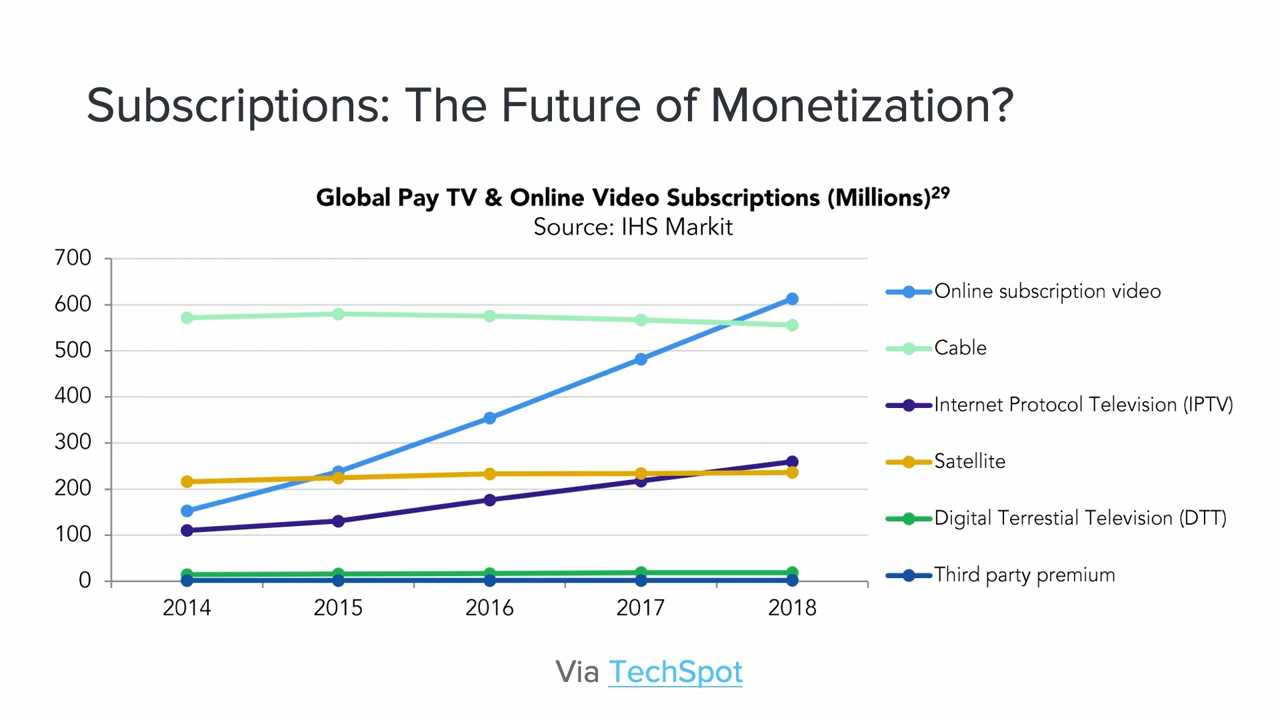 Subscriptions: The Future of Monetization?
Global Pay TV & Online Video Subscriptions (Millions)²⁹
Source: IHS Markit
700
600
500
400
300
200
100
0
2014 2015 2016 2017 2018
Online subscription video
Cable
Internet Protocol Television (IPTV)
Satellite
Digital Terrestial Television (DTT)
Third party premium
Via TechSpot